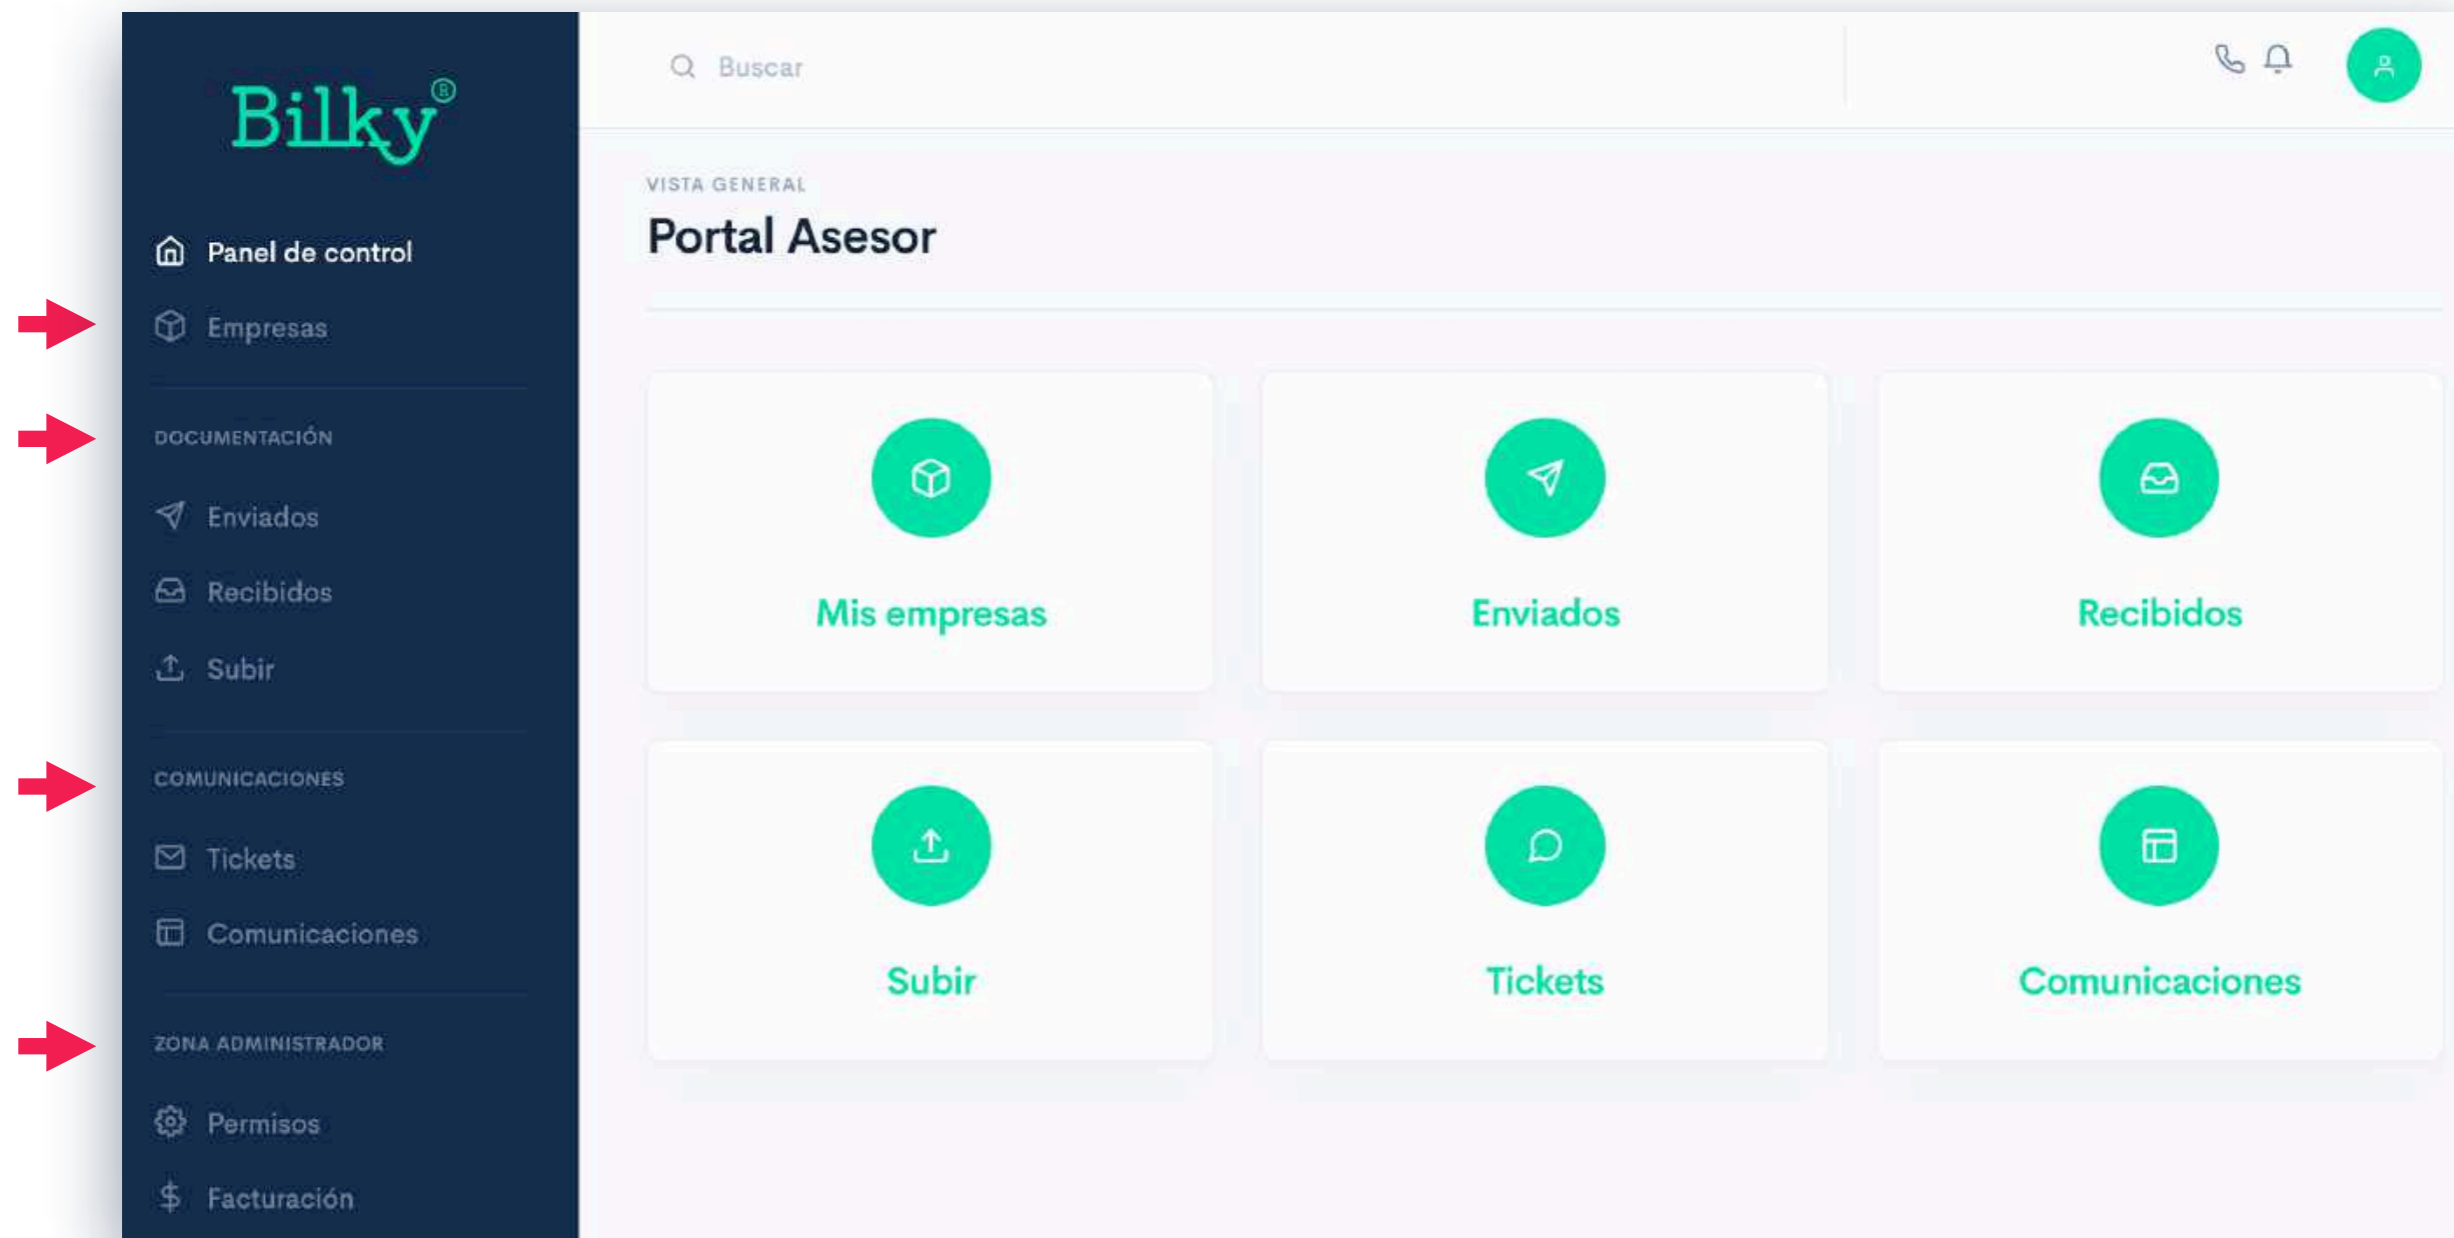 Bilky®
Panel de control
Empresas
DOCUMENTACIÓN
Enviados
Recibidos
Subir
COMUNICACIONES
Tickets
Comunicaciones
ZONA ADMINISTRADOR
Permisos
Facturación
Buscar
VISTA GENERAL
Portal Asesor
Mis empresas
Enviados
Recibidos
Subir
Tickets
Comunicaciones